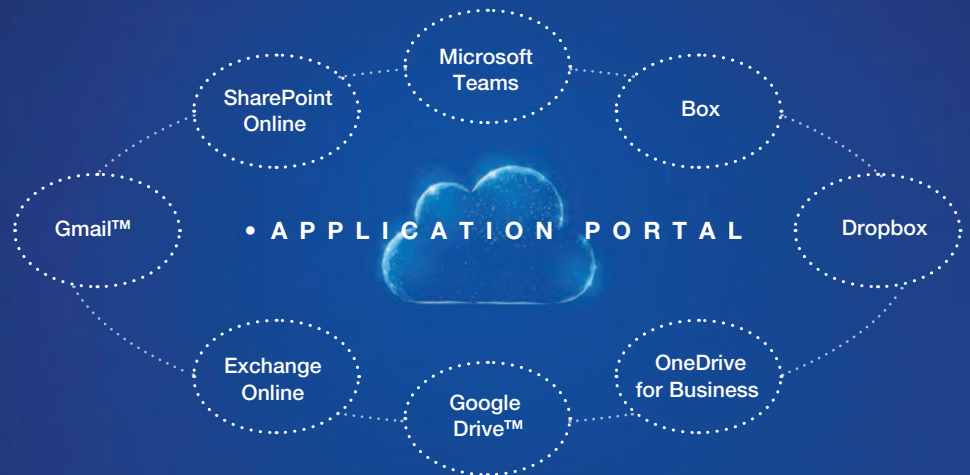 Microsoft
Teams
SharePoint
Online
Box
Gmail™
• APPLICATION PORTAL
Dropbox
Exchange
Online
OneDrive
for Business
Google
Drive™